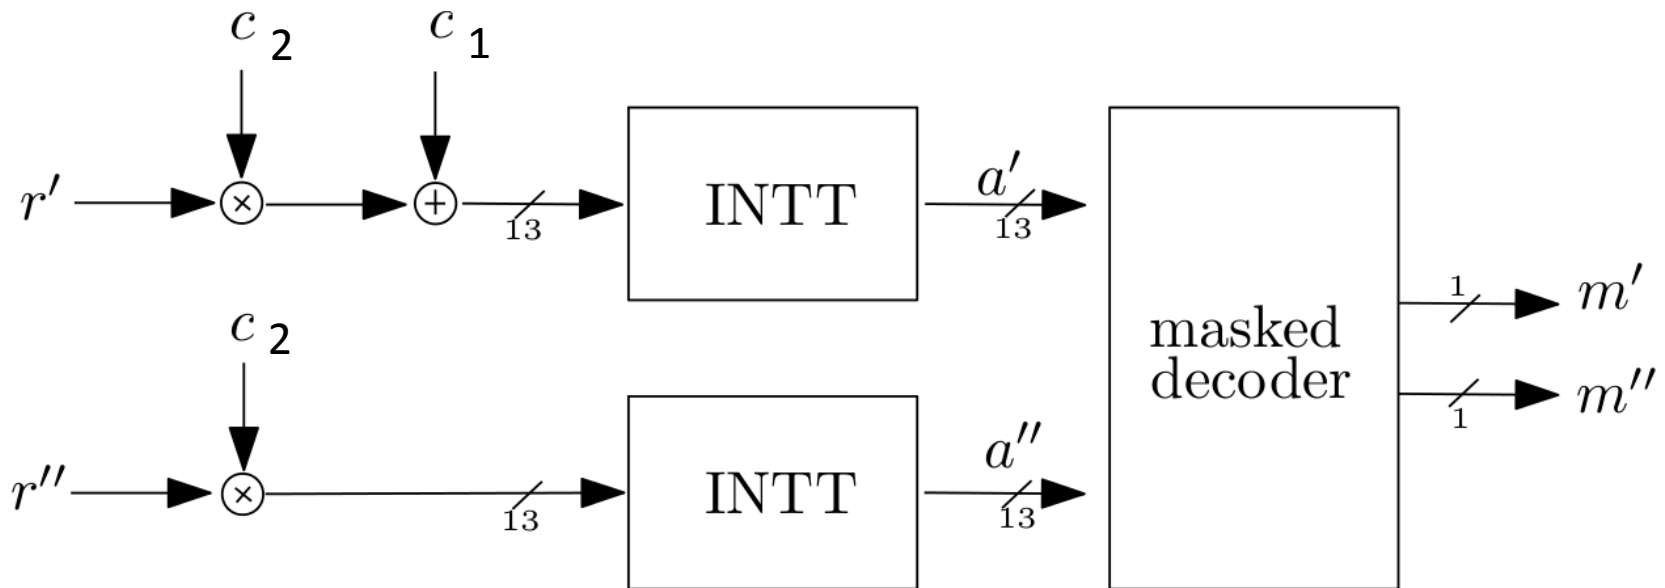 c 2 c 1
r′ × + 13 INTT a′ 13
1 m′
masked
decoder
1 m′′
c 2
r′′ × 13 INTT a′′ 13